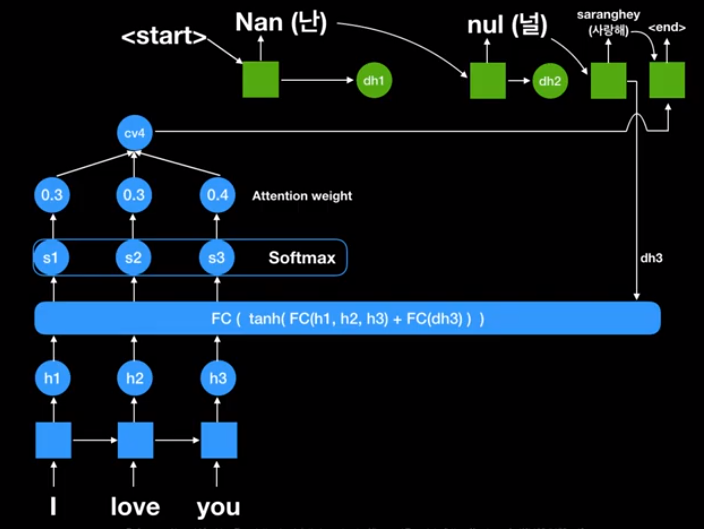 <start>
Nan (난)
nul (널)
saranghey
(사랑해)
<end>
dh1
dh2
cv4
0.3
0.3
0.4
Attention weight
s1
s2
s3
Softmax
dh3
FC ( tanh( FC(h1, h2, h3) + FC(dh3) ) )
h1
h2
h3
I
love
you